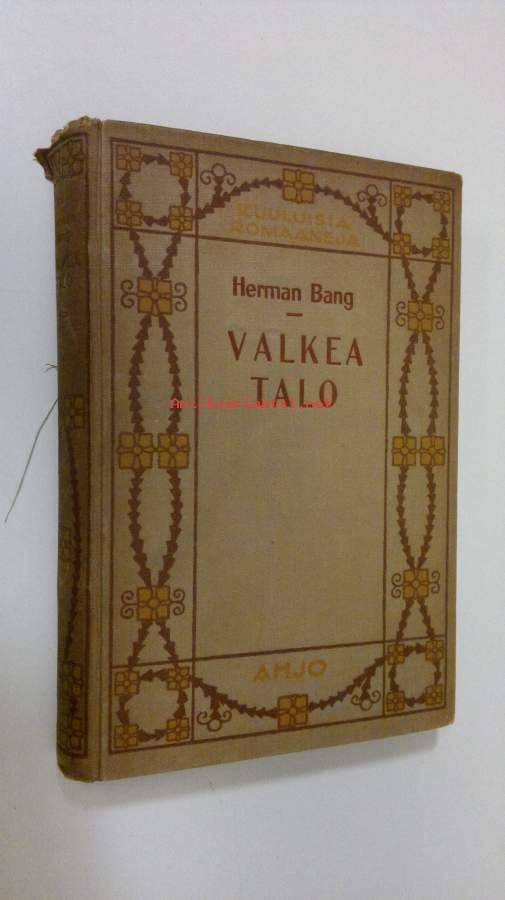 KUULUISIA
ROMAANEJA
Herman Bang
VALKEA
TALO
Antikvariaatti.net
AHJO